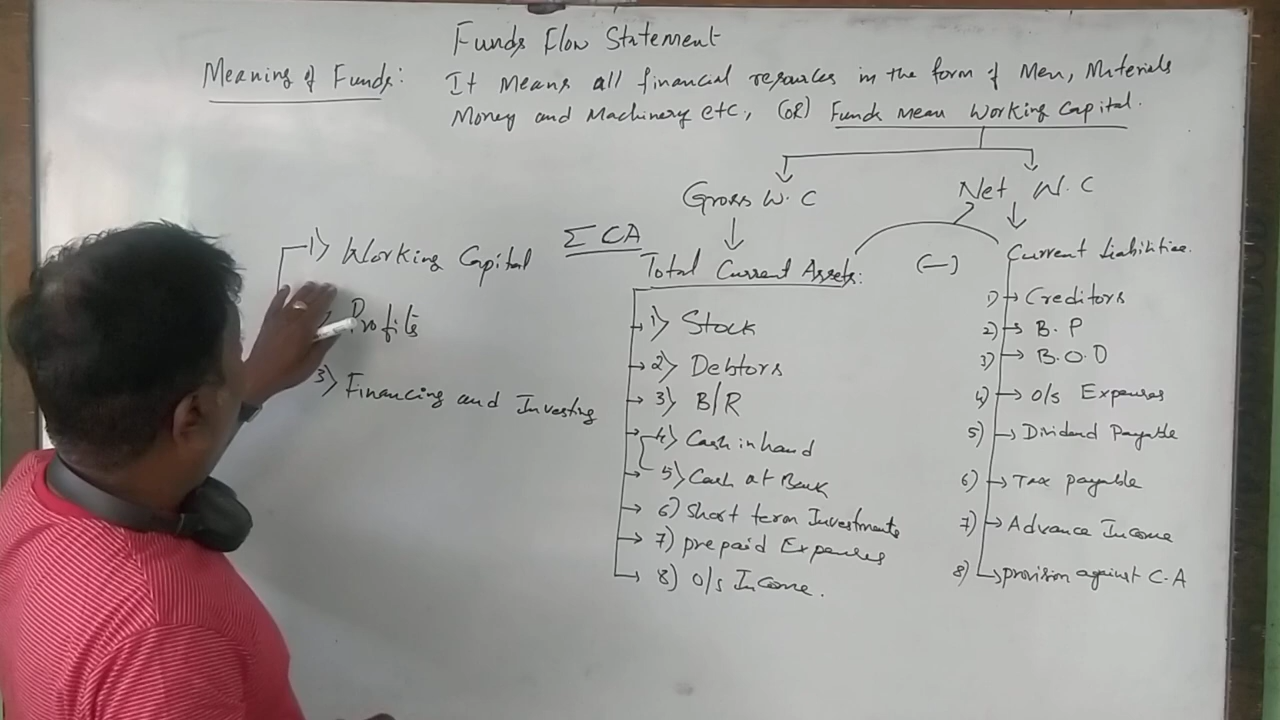 Funds Flow Statement
Meaning of Funds: It Means all financial resources in the form of Men, Materials
Money and Machinery etc, (OR) Funds Mean Working Capital.
Gross W.C
Net W.C
1) Working Capital
Profits
3) Financing and Investing
Σ CA
Total Current Assets:
1) Stock
2) Debtors
3) B/R
4) Cash in hand
5) Cash at Bank
6) Short term Investments
7) prepaid Expenses
8) O/s Income.
(—)
Current Liabilities.
1) Creditors
2) B.P
3) B.O.D
4) O/s Expenses
5) Dividend Payable
6) Tax payable
7) Advance Income
8) provision against C.A